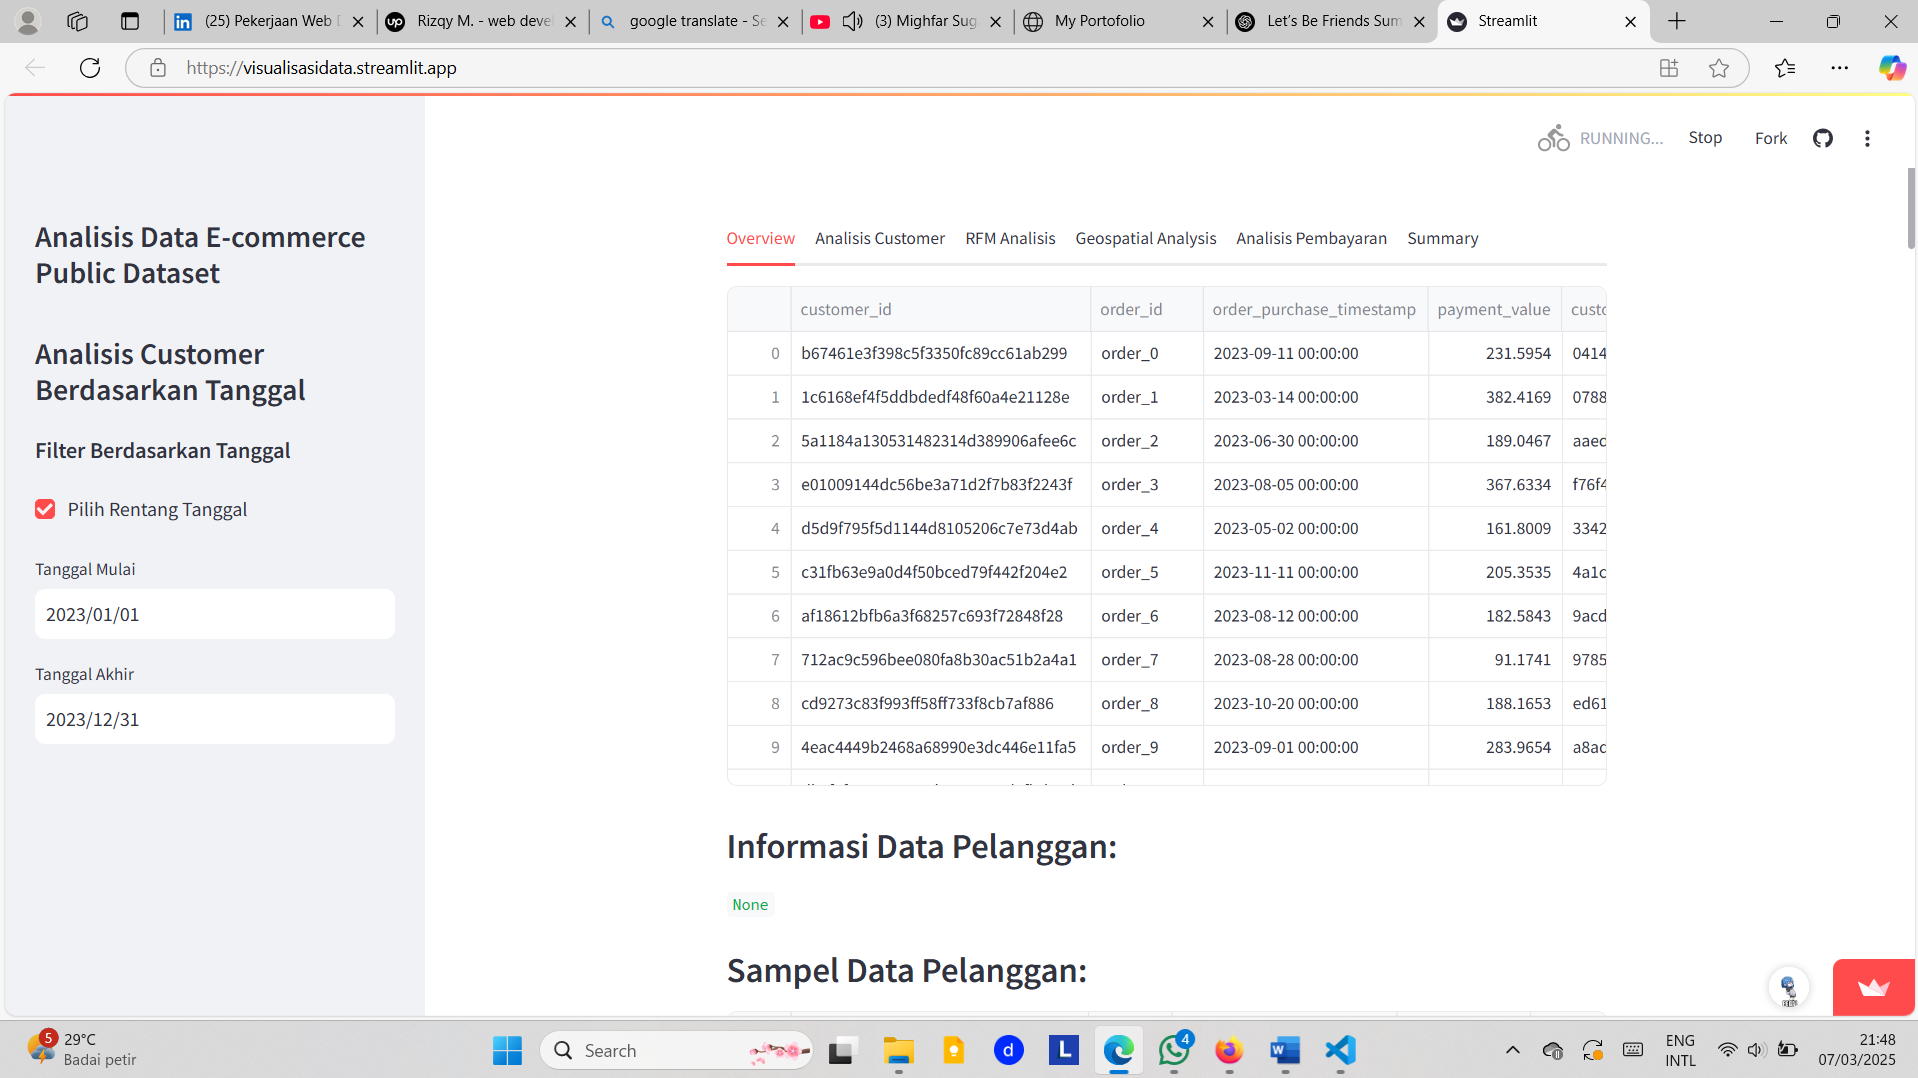 (25) Pekerjaan Web D
Rizqy M. - web devel
google translate - Se
(3) Mighfar Sug
My Portofolio
Let's Be Friends Sum
Streamlit
https://visualisasidata.streamlit.app
RUNNING...
Stop
Fork
Analisis Data E-commerce
Public Dataset
Analisis Customer
Berdasarkan Tanggal
Filter Berdasarkan Tanggal
Pilih Rentang Tanggal
Tanggal Mulai
2023/01/01
Tanggal Akhir
2023/12/31
Overview Analisis Customer RFM Analisis Geospatial Analysis Analisis Pembayaran Summary
customer_id order_id order_purchase_timestamp payment_value custo
0 b67461e3f398c5f3350fc89cc61ab299 order_0 2023-09-11 00:00:00 231.5954 0414
1 1c6168ef4f5ddbdedf48f60a4e21128e order_1 2023-03-14 00:00:00 382.4169 0788
2 5a1184a130531482314d389906afee6c order_2 2023-06-30 00:00:00 189.0467 aaec
3 e01009144dc56be3a71d2f7b83f2243f order_3 2023-08-05 00:00:00 367.6334 f76f4
4 d5d9f795f5d1144d8105206c7e73d4ab order_4 2023-05-02 00:00:00 161.8009 3342
5 c31fb63e9a0d4f50bced79f442f204e2 order_5 2023-11-11 00:00:00 205.3535 4a1c
6 af18612bfb6a3f68257c693f72848f28 order_6 2023-08-12 00:00:00 182.5843 9acd
7 712ac9c596bee080fa8b30ac51b2a4a1 order_7 2023-08-28 00:00:00 91.1741 9785
8 cd9273c83f993ff58ff733f8cb7af886 order_8 2023-10-20 00:00:00 188.1653 ed61
9 4eac4449b2468a68990e3dc446e11fa5 order_9 2023-09-01 00:00:00 283.9654 a8ac
Informasi Data Pelanggan:
None
Sampel Data Pelanggan:
5
29°C
Badai petir
Search
d
L
4
ENG
INTL
21:48
07/03/2025